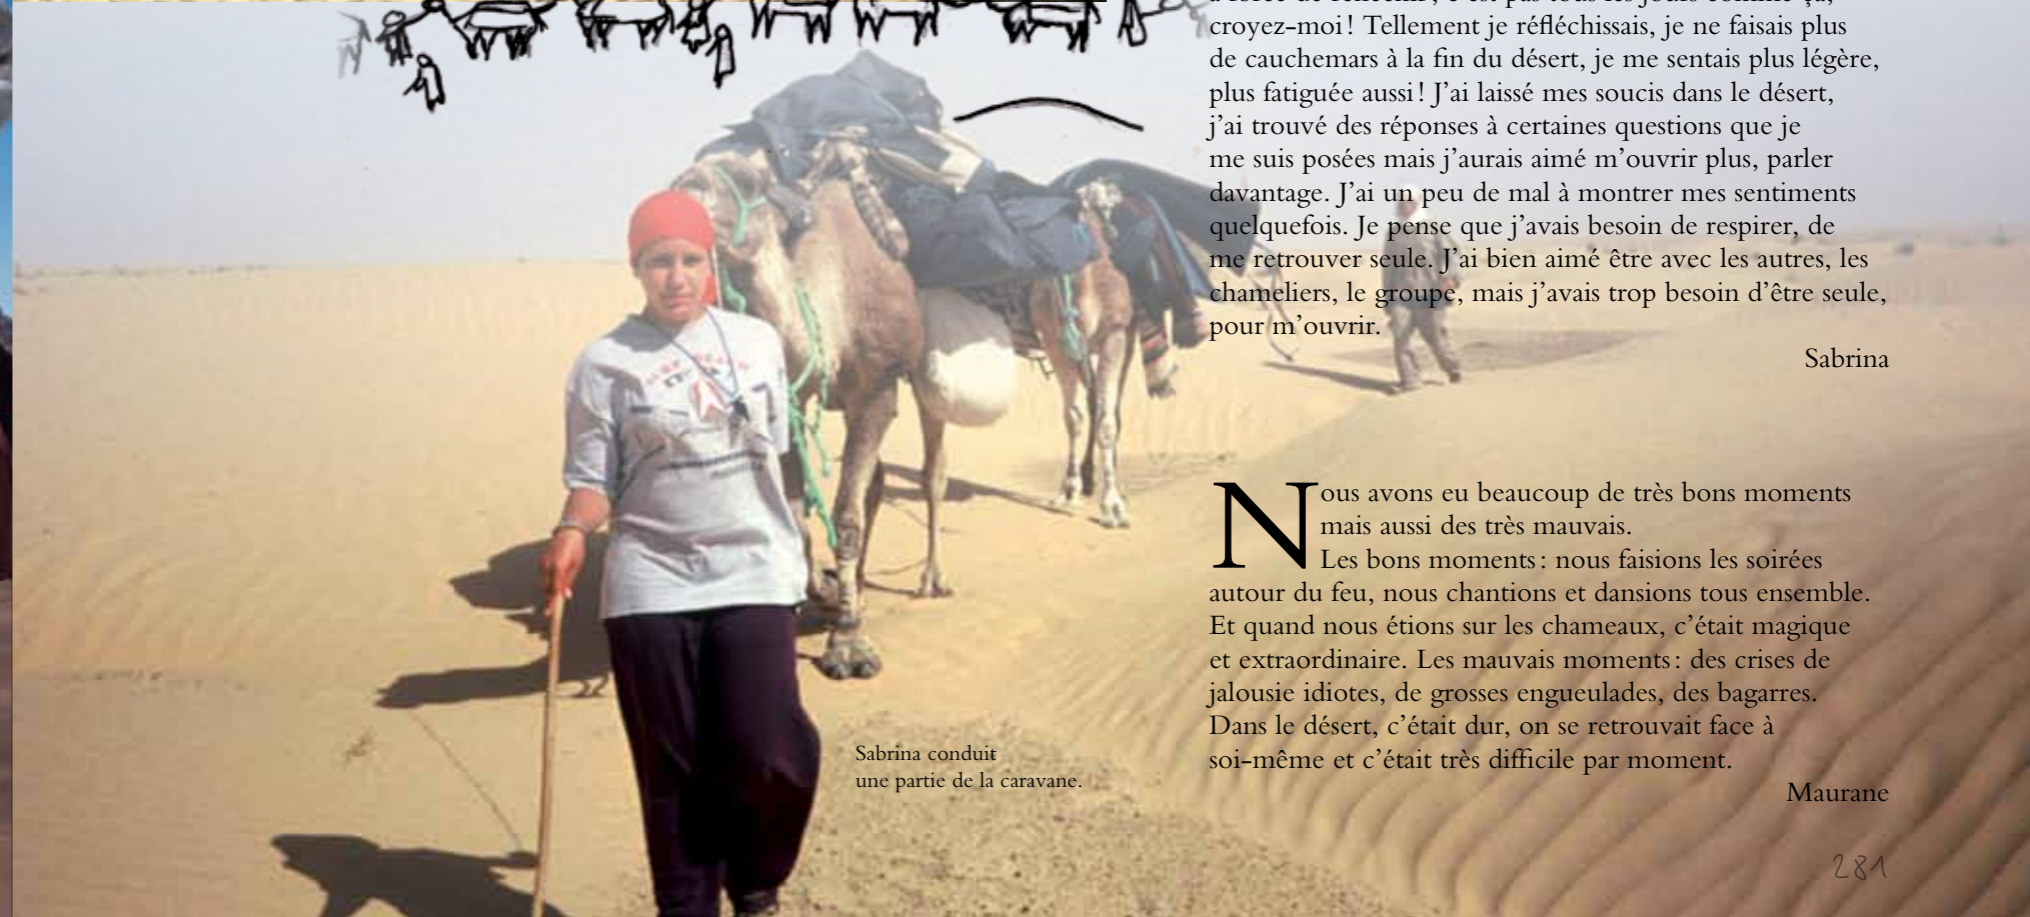 croyez-moi ! Tellement je réfléchissais, je ne faisais plus
de cauchemars à la fin du désert, je me sentais plus légère,
plus fatiguée aussi ! J’ai laissé mes soucis dans le désert,
j’ai trouvé des réponses à certaines questions que je
me suis posées mais j’aurais aimé m’ouvrir plus, parler
davantage. J’ai un peu de mal à montrer mes sentiments
quelquefois. Je pense que j’avais besoin de respirer, de
me retrouver seule. J’ai bien aimé être avec les autres, les
chameliers, le groupe, mais j’avais trop besoin d’être seule,
pour m’ouvrir.
Sabrina
Nous avons eu beaucoup de très bons moments
mais aussi des très mauvais.
Les bons moments : nous faisions les soirées
autour du feu, nous chantions et dansions tous ensemble.
Et quand nous étions sur les chameaux, c’était magique
et extraordinaire. Les mauvais moments : des crises de
jalousie idiotes, de grosses engueulades, des bagarres.
Dans le désert, c’était dur, on se retrouvait face à
soi-même et c’était très difficile par moment.
Maurane
Sabrina conduit
une partie de la caravane.
281